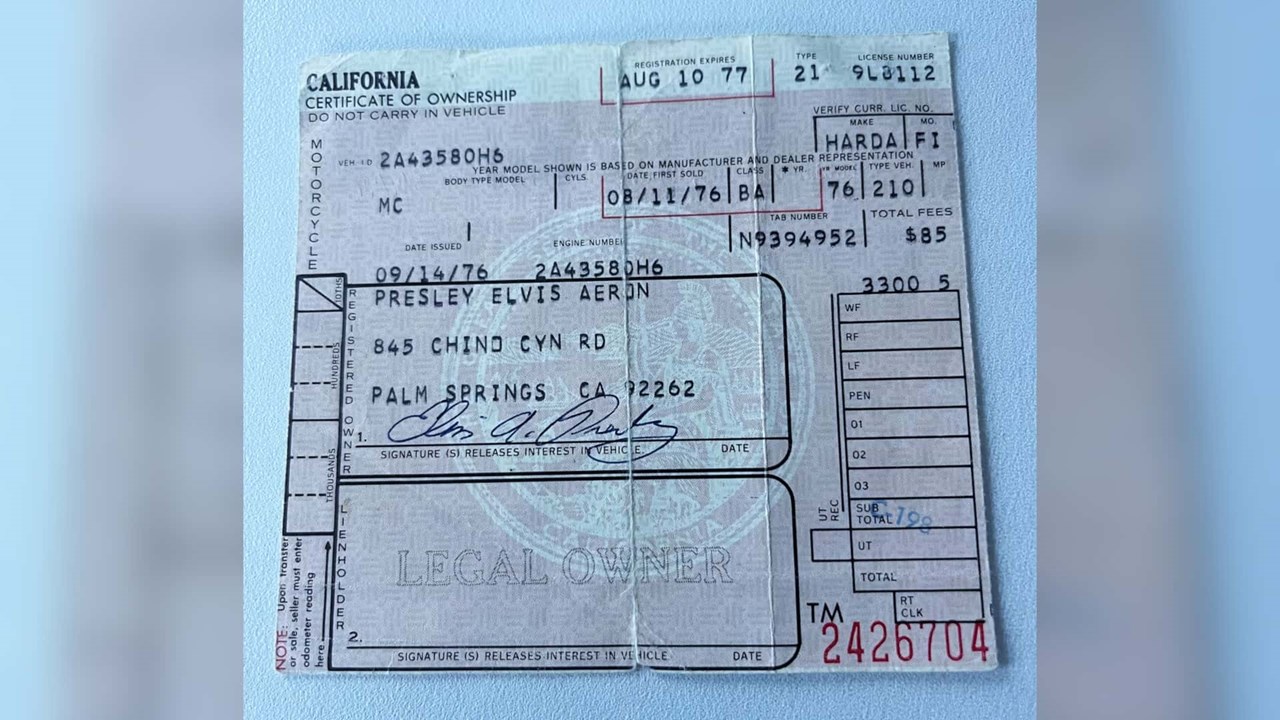 CALIFORNIA
CERTIFICATE OF OWNERSHIP
DO NOT CARRY IN VEHICLE
REGISTRATION EXPIRES
AUG 10 77
TYPE
21
LICENSE NUMBER
9L8112
VERIFY CURR. LIC. NO.
MAKE
HARDA
MO.
FI
MOTORCYCLE
VEH I D 2A43580H6
YEAR MODEL SHOWN IS BASED ON MANUFACTURER AND DEALER REPRESENTATION
BODY TYPE MODEL
MC
CYLS.
DATE FIRST SOLD
08/11/76
CLASS
BA
* YR.
YR MODEL
76
TYPE VEH.
210
MP
TAB NUMBER
N9394952
TOTAL FEES
$85
DATE ISSUED
09/14/76
ENGINE NUMBER
2A43580H6
3300 5
REGISTERED OWNER
PRESLEY ELVIS AERON
845 CHINO CYN RD
PALM SPRINGS CA 92262
Elvis A. Presley
1.
SIGNATURE (S) RELEASES INTEREST IN VEHICLE.
DATE
10THS
HUNDREDS
THOUSANDS
WF
RF
LF
PEN
01
02
03
SUB TOTAL
UT REC
UT
TOTAL
RT CLK
LIENHOLDER
LEGAL OWNER
2.
SIGNATURE (S) RELEASES INTEREST IN VEHICLE
DATE
NOTE: Upon transfer
or sale, seller must enter
odometer reading
here
TM
2426704